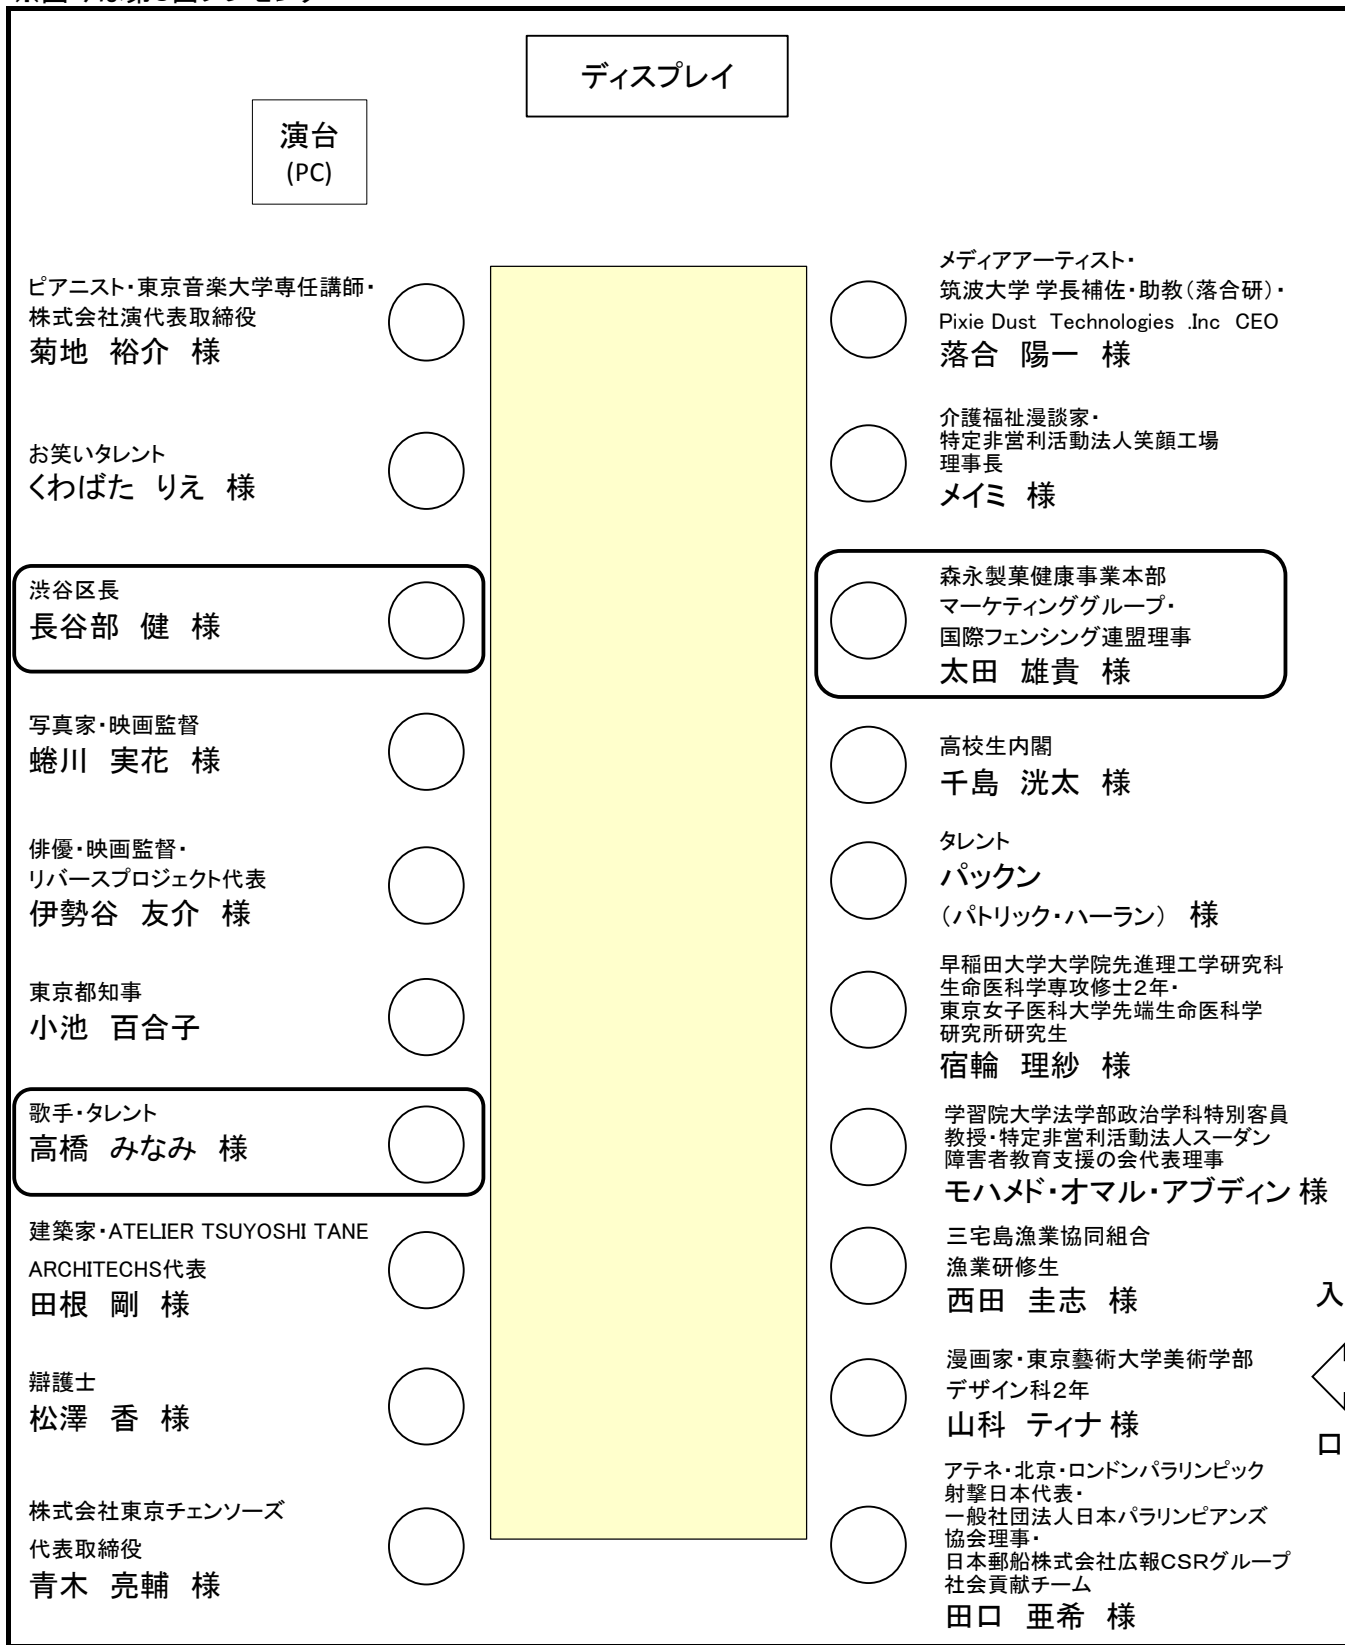 ディスプレイ
演台
(PC)
ピアニスト・東京音楽大学専任講師・
株式会社演代表取締役
菊地 裕介 様
お笑いタレント
くわばた りえ 様
渋谷区長
長谷部 健 様
写真家・映画監督
蜷川 実花 様
俳優・映画監督・
リバースプロジェクト代表
伊勢谷 友介 様
東京都知事
小池 百合子
歌手・タレント
高橋 みなみ 様
建築家・ATELIER TSUYOSHI TANE
ARCHITECHS代表
田根 剛 様
辯護士
松澤 香 様
株式会社東京チェンソーズ
代表取締役
青木 亮輔 様
メディアアーティスト・
筑波大学 学長補佐・助教(落合研)・
Pixie Dust Technologies .Inc CEO
落合 陽一 様
介護福祉漫談家・
特定非営利活動法人笑顔工場
理事長
メイミ 様
森永製菓健康事業本部
マーケティンググループ・
国際フェンシング連盟理事
太田 雄貴 様
高校生内閣
千島 洸太 様
タレント
パックン
(パトリック・ハーラン) 様
早稲田大学大学院先進理工学研究科
生命医科学専攻修士2年・
東京女子医科大学先端生命医科学
研究所研究生
宿輪 理紗 様
学習院大学法学部政治学科特別客員
教授・特定非営利活動法人スーダン
障害者教育支援の会代表理事
モハメド・オマル・アブディン 様
三宅島漁業協同組合
漁業研修生
西田 圭志 様
漫画家・東京藝術大学美術学部
デザイン科2年
山科 ティナ 様
アテネ・北京・ロンドンパラリンピック
射撃日本代表・
一般社団法人日本パラリンピアンズ
協会理事・
日本郵船株式会社広報CSRグループ
社会貢献チーム
田口 亜希 様
入
口